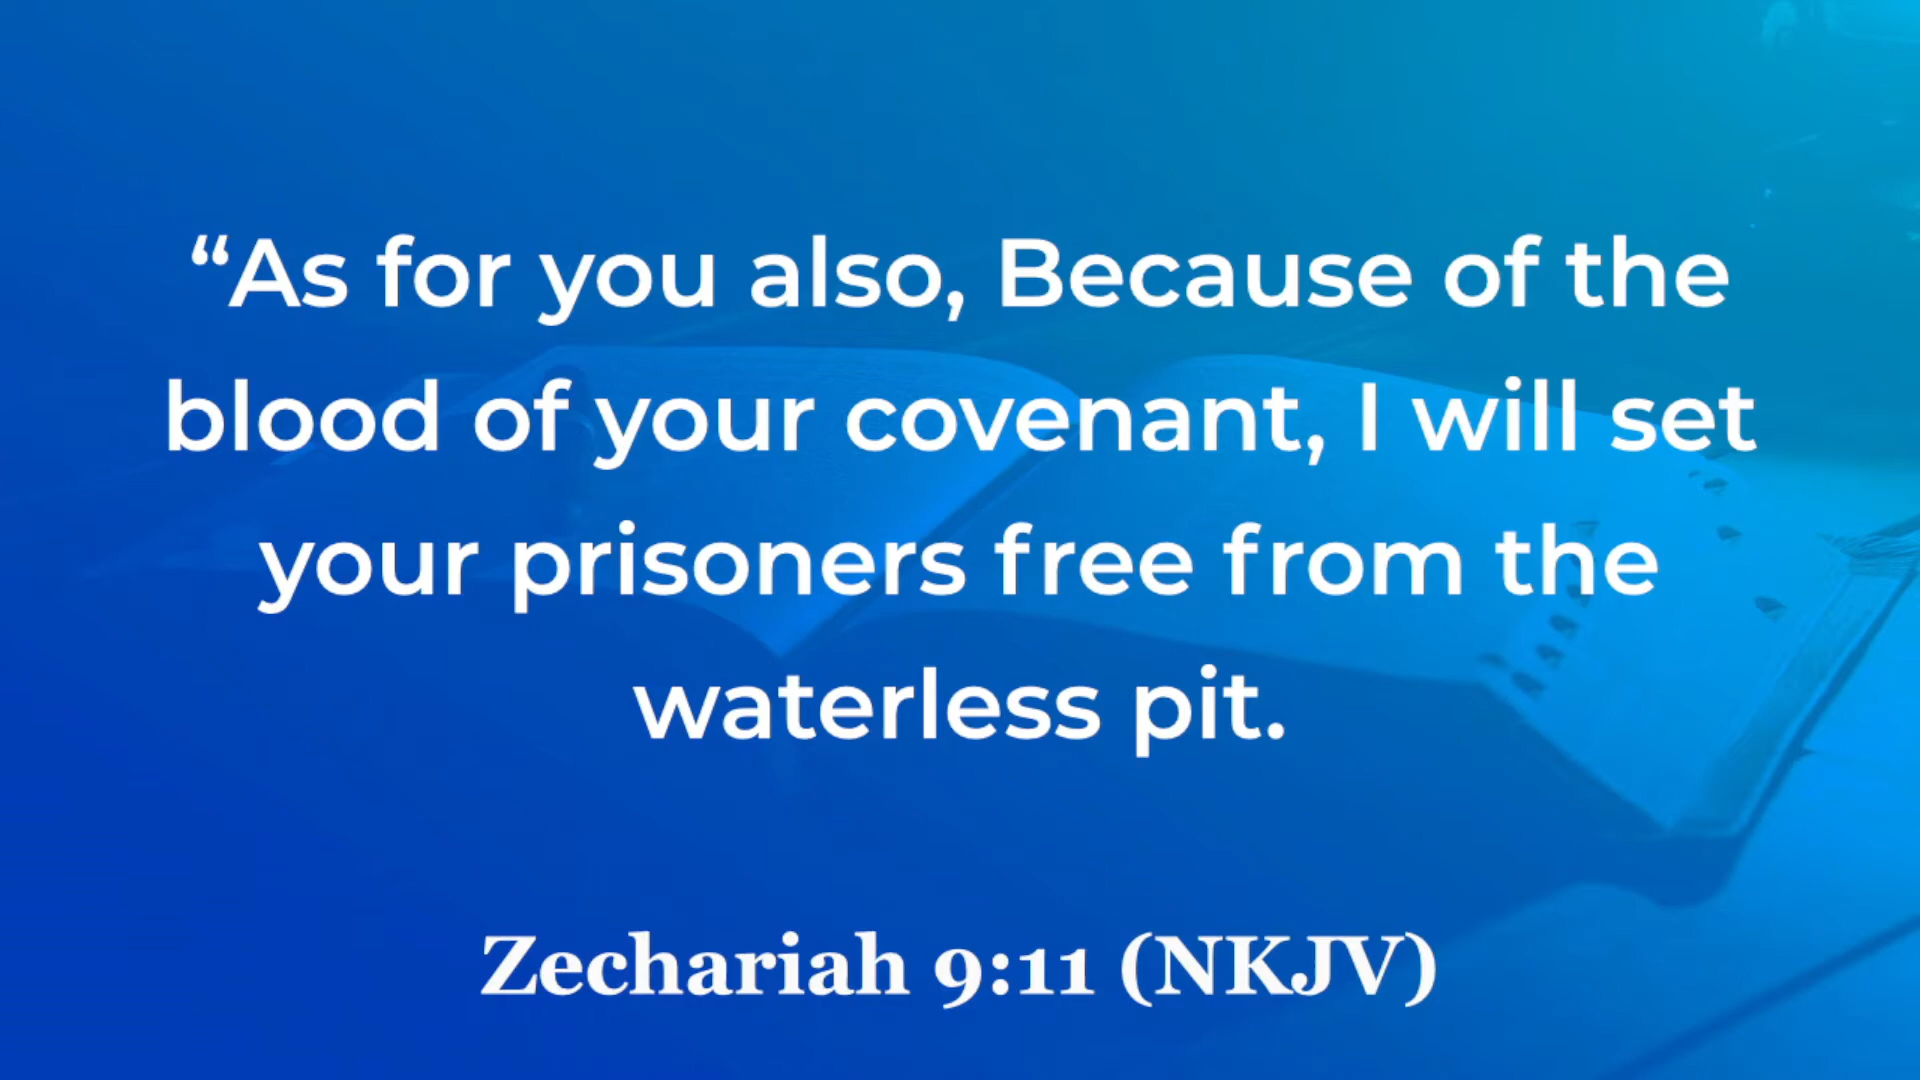 “As for you also, Because of the
blood of your covenant, I will set
your prisoners free from the
waterless pit.
Zechariah 9:11 (NKJV)